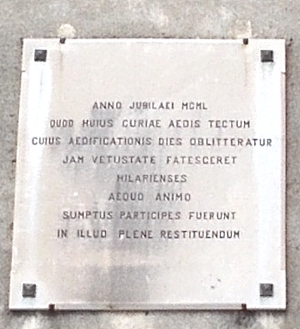 ANNO JUBILAEI MCML
QUOD HUIUS CURIAE AEDIS TECTUM
CUIUS AEDIFICATIONIS DIES OBLITTERATUR
JAM VETUSTATE FATESCERET
HILARIENSES
AEQUO ANIMO
SUMPTUS PARTICIPES FUERUNT
IN ILLUD PLENE RESTITUENDUM